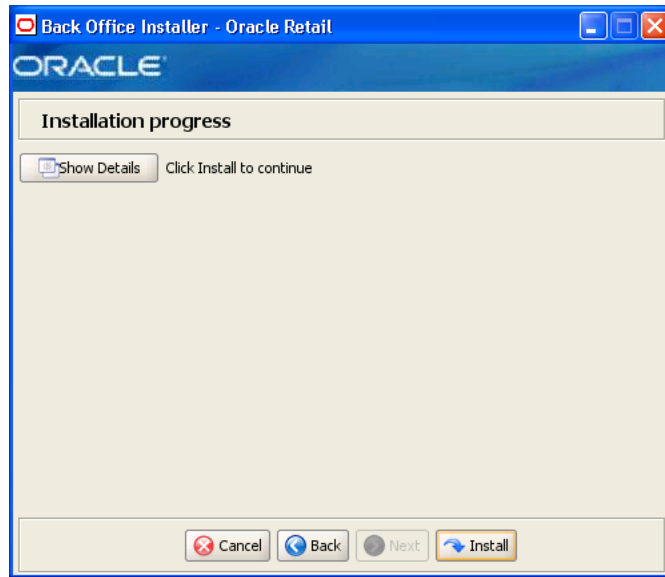 Back Office Installer - Oracle Retail
ORACLE
Installation progress
Show Details Click Install to continue
Cancel Back Next Install